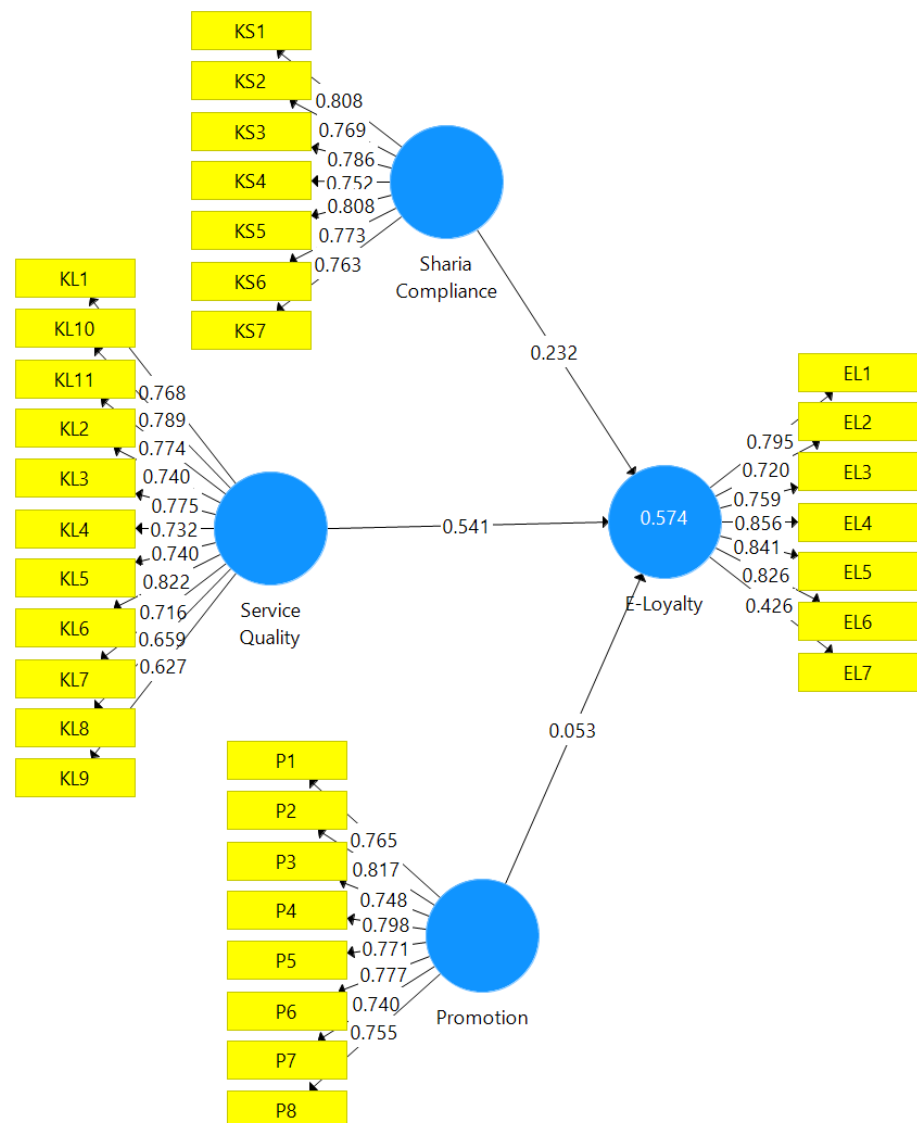 KS1
KS2
KS3
KS4
KS5
KS6
KS7
0.808
0.769
0.786
0.752
0.808
0.773
0.763
Sharia
Compliance
0.232
KL1
KL10
KL11
KL2
KL3
KL4
KL5
KL6
KL7
KL8
KL9
0.768
0.789
0.774
0.740
0.775
0.732
0.740
0.822
0.716
0.659
0.627
Service
Quality
0.541
0.574
E-Loyalty
0.795
0.720
0.759
0.856
0.841
0.826
0.426
EL1
EL2
EL3
EL4
EL5
EL6
EL7
0.053
P1
P2
P3
P4
P5
P6
P7
P8
0.765
0.817
0.748
0.798
0.771
0.777
0.740
0.755
Promotion